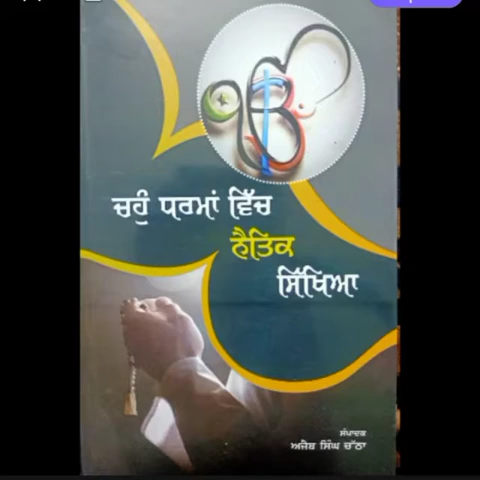 ਚਹੁੰ ਧਰਮਾਂ ਵਿੱਚ
ਨੈਤਿਕ
ਸਿੱਖਿਆ
ਸੰਪਾਦਕ
ਅਜੈਬ ਸਿੰਘ ਚੱਠਾ